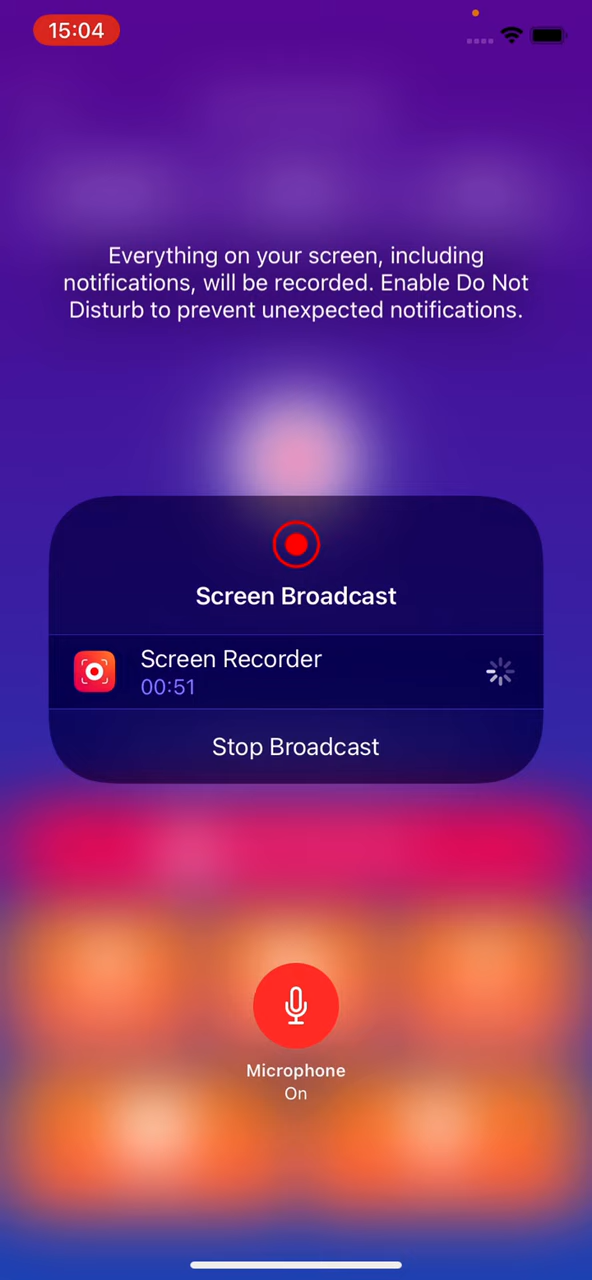 15:04
Everything on your screen, including
notifications, will be recorded. Enable Do Not
Disturb to prevent unexpected notifications.
Screen Broadcast
Screen Recorder
00:51
Stop Broadcast
Microphone
On